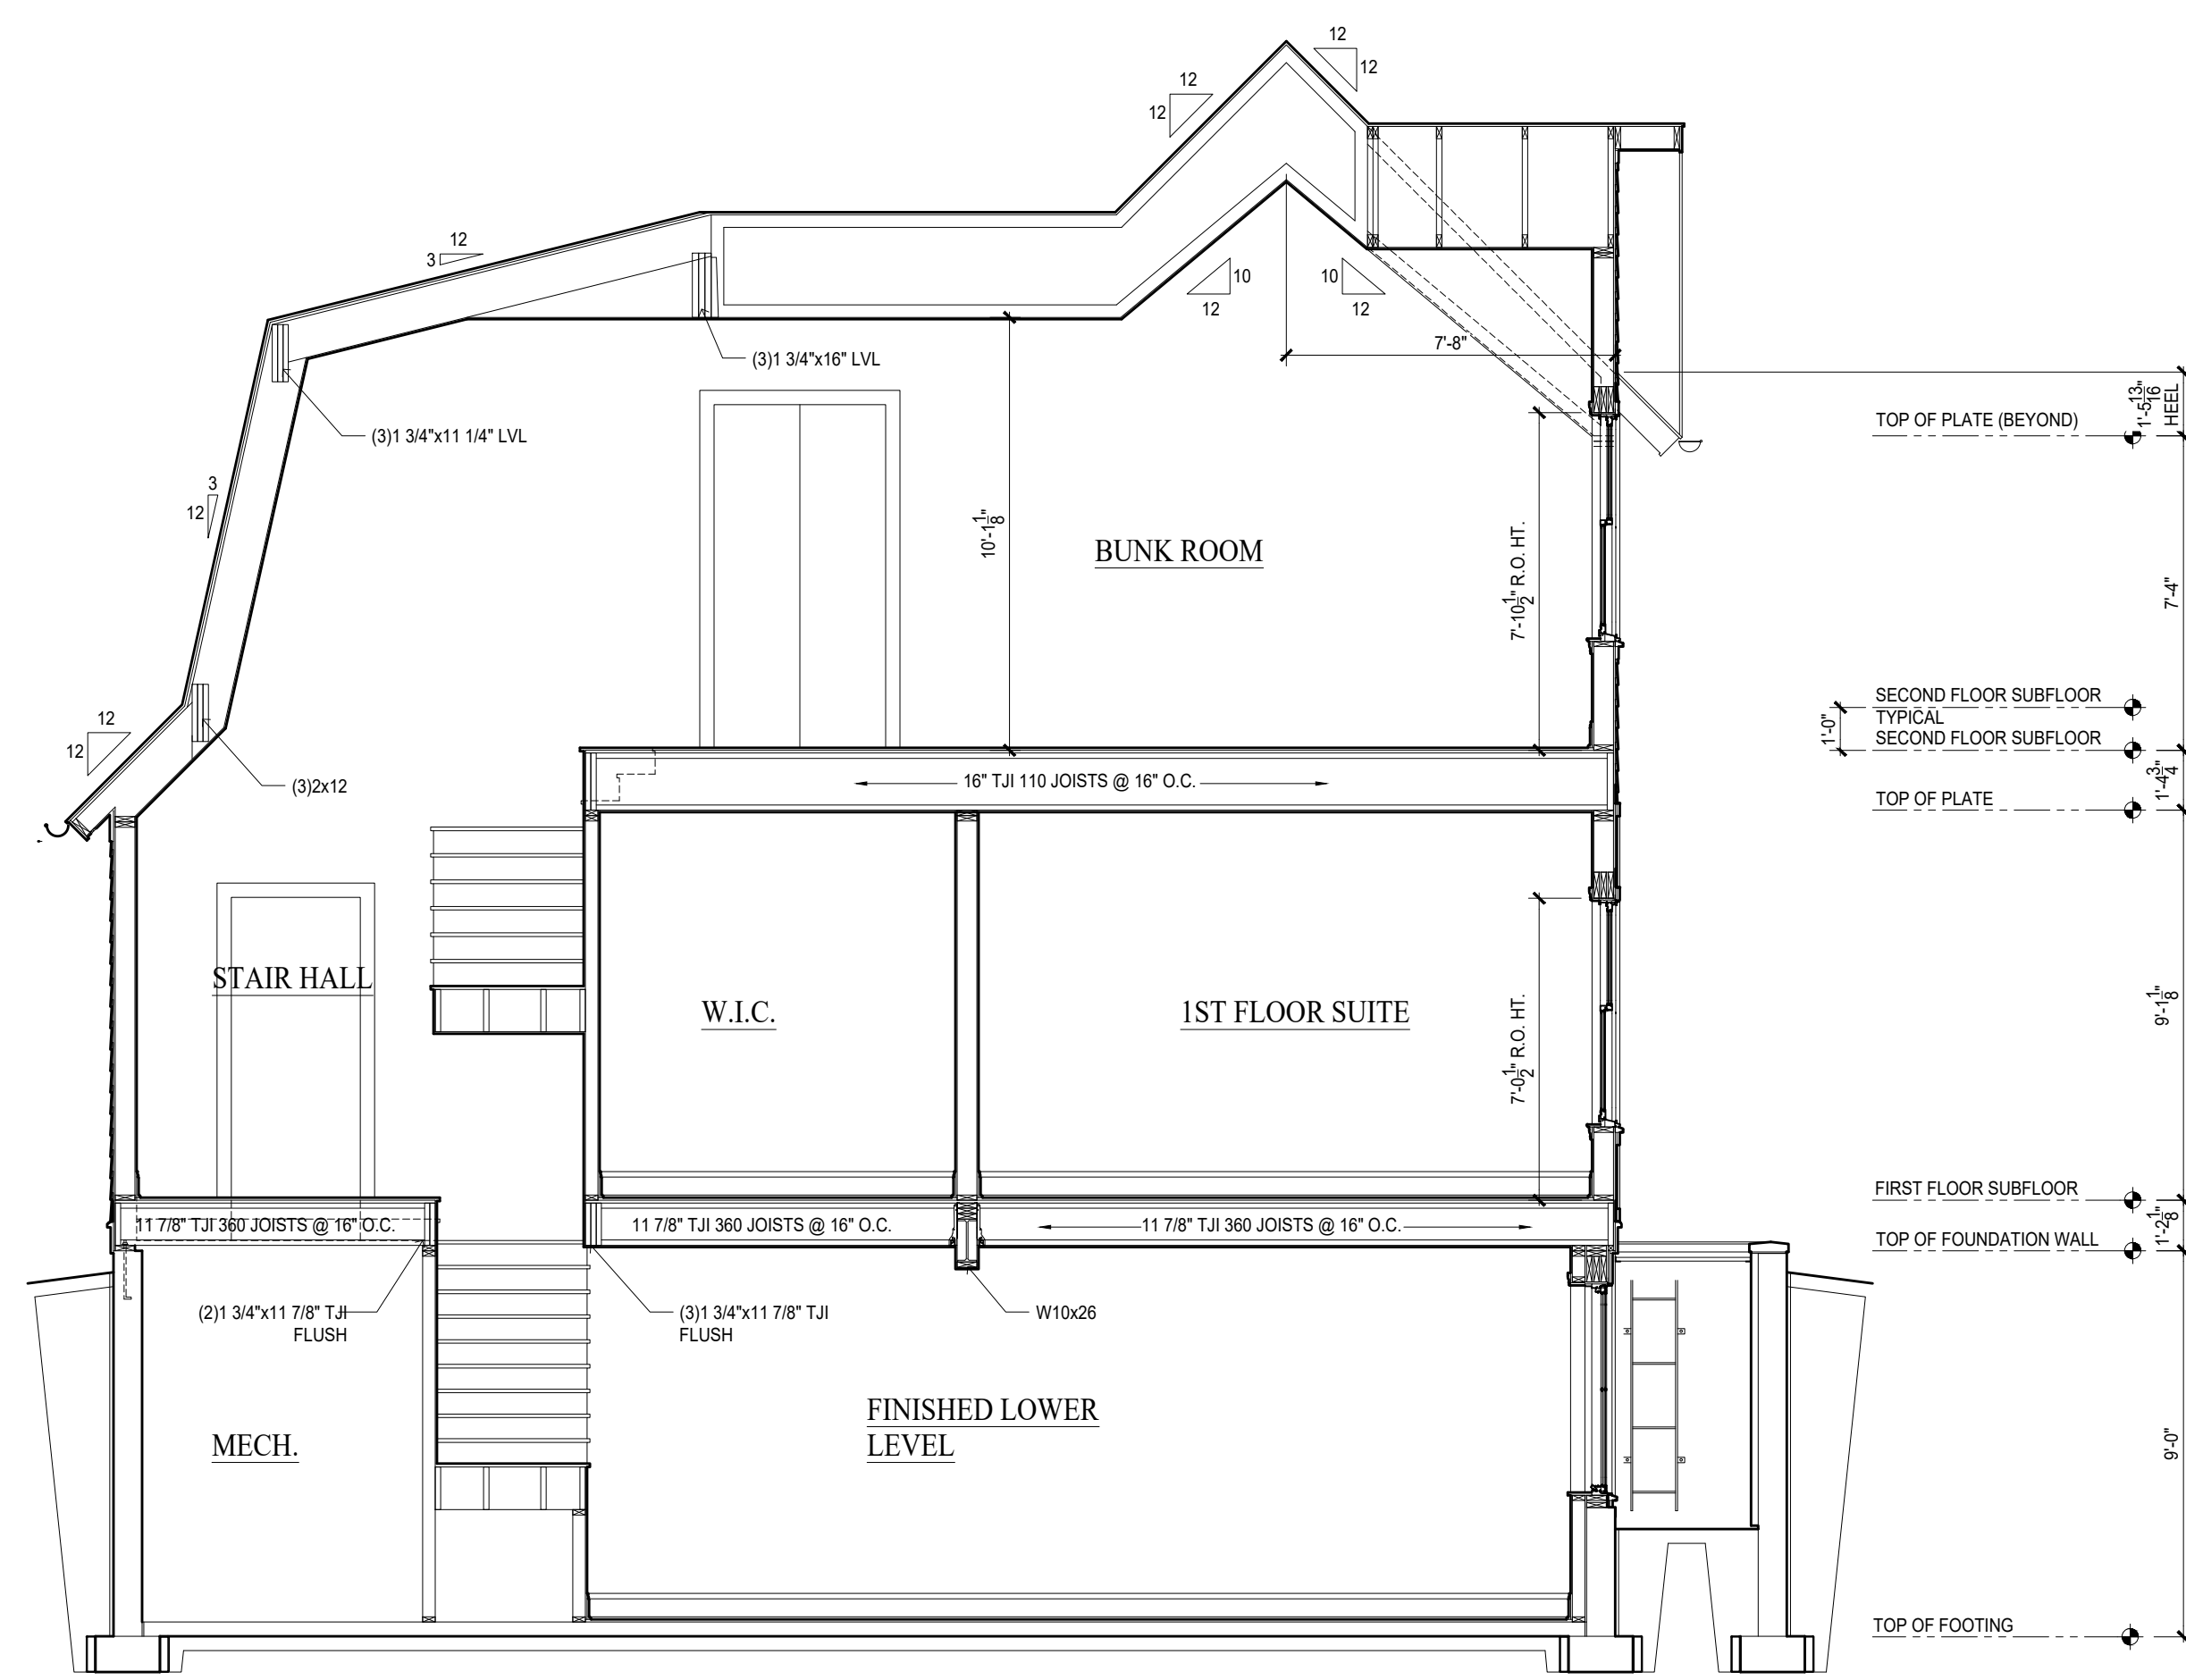 12
12
12
12
12
3
10
12
10
12
7'-8"
(3)1 3/4"x16" LVL
(3)1 3/4"x11 1/4" LVL
1'-5 13/16"
HEEL
TOP OF PLATE (BEYOND)
3
12
10'-1 1/8"
BUNK ROOM
7'-10 1/2" R.O. HT.
7'-4"
12
12
(3)2x12
SECOND FLOOR SUBFLOOR
TYPICAL
SECOND FLOOR SUBFLOOR
1'-0"
16" TJI 110 JOISTS @ 16" O.C.
1'-4 3/4"
TOP OF PLATE
STAIR HALL
W.I.C.
1ST FLOOR SUITE
7'-0 1/2" R.O. HT.
9'-1 1/8"
FIRST FLOOR SUBFLOOR
11 7/8" TJI 360 JOISTS @ 16" O.C.
11 7/8" TJI 360 JOISTS @ 16" O.C.
11 7/8" TJI 360 JOISTS @ 16" O.C.
1'-2 1/8"
TOP OF FOUNDATION WALL
(2)1 3/4"x11 7/8" TJI
FLUSH
(3)1 3/4"x11 7/8" TJI
FLUSH
W10x26
MECH.
FINISHED LOWER
LEVEL
9'-0"
TOP OF FOOTING